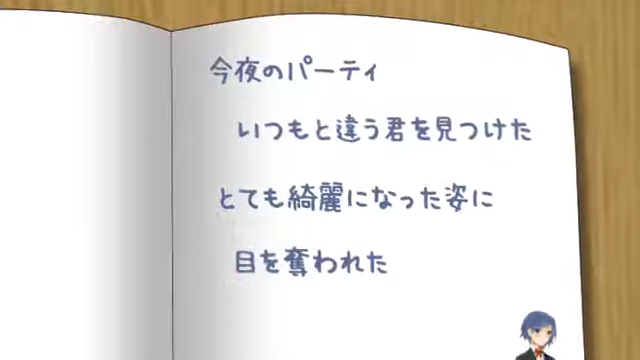 今夜のパーティ
いつもと違う君を見つけた
とても綺麗になった姿に
目を奪われた